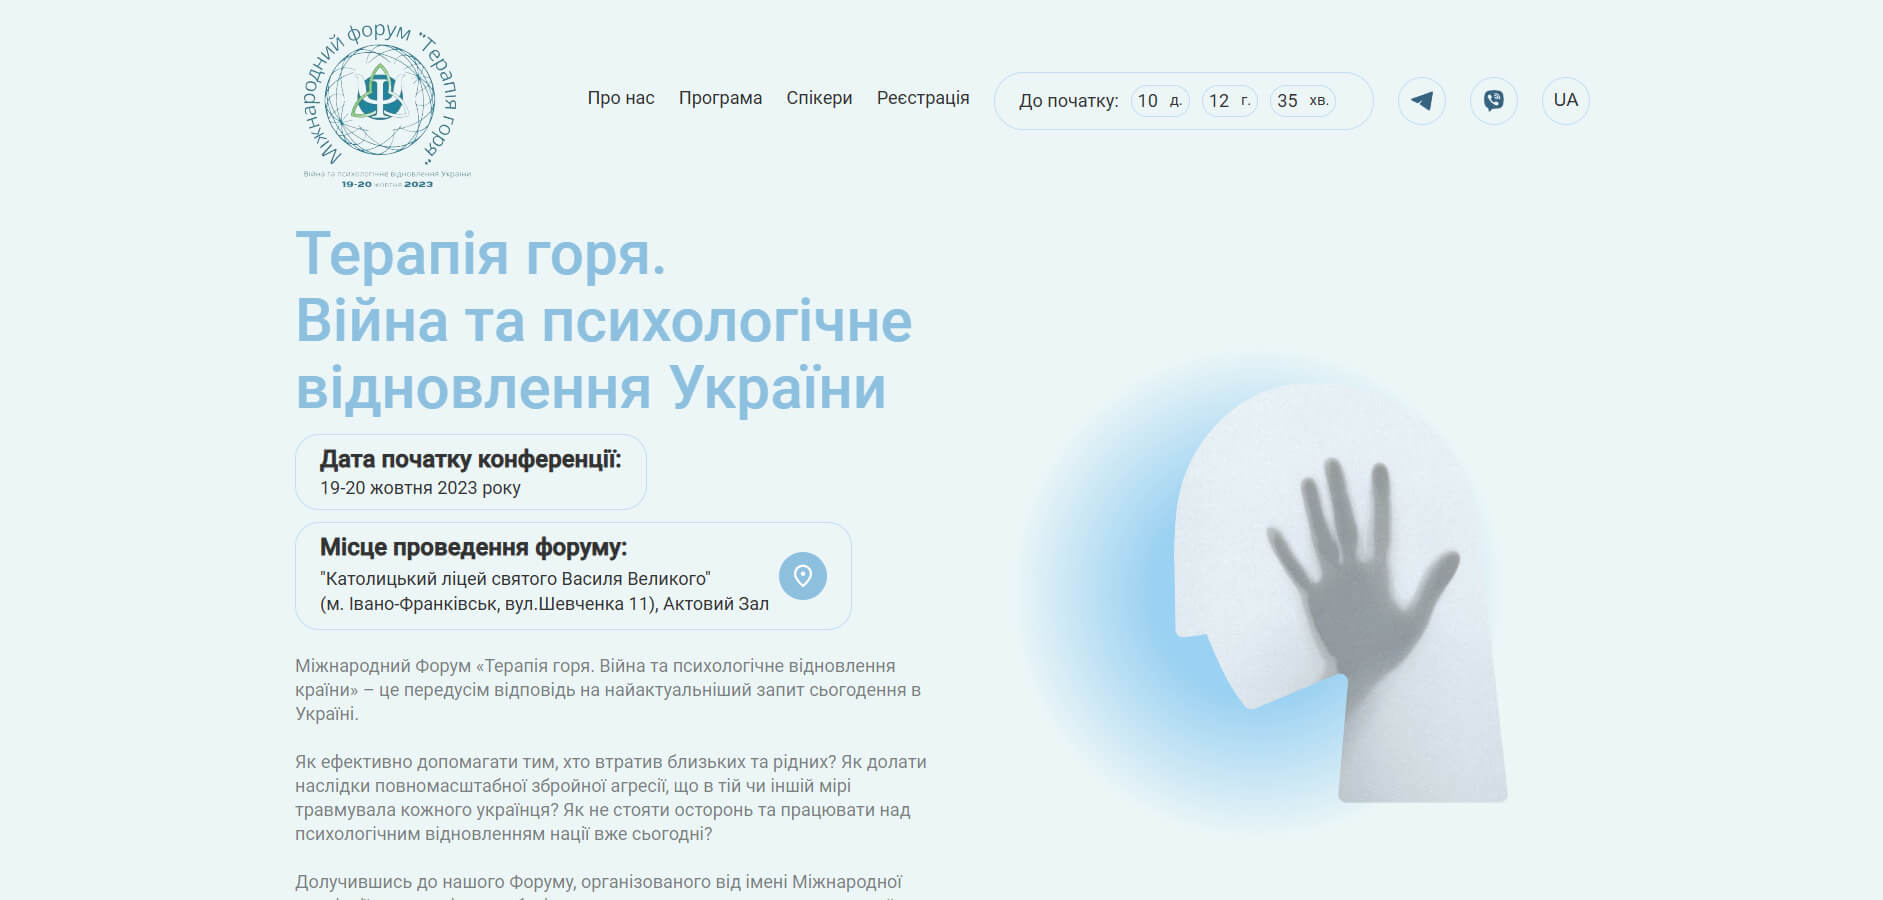 Міжнародний форум "Терапія горя"
Війна та психологічне відновлення України
19-20 жовтня 2023
Про нас
Програма
Спікери
Реєстрація
До початку: 10 д. 12 г. 35 хв.
UA
Терапія горя.
Війна та психологічне
відновлення України
Дата початку конференції:
19-20 жовтня 2023 року
Місце проведення форуму:
"Католицький ліцей святого Василя Великого"
(м. Івано-Франківськ, вул.Шевченка 11), Актовий Зал
Міжнародний Форум «Терапія горя. Війна та психологічне відновлення
країни» – це передусім відповідь на найактуальніший запит сьогодення в
Україні.
Як ефективно допомагати тим, хто втратив близьких та рідних? Як долати
наслідки повномасштабної збройної агресії, що в тій чи іншій мірі
травмувала кожного українця? Як не стояти осторонь та працювати над
психологічним відновленням нації вже сьогодні?
Долучившись до нашого Форуму, організованого від імені Міжнародної